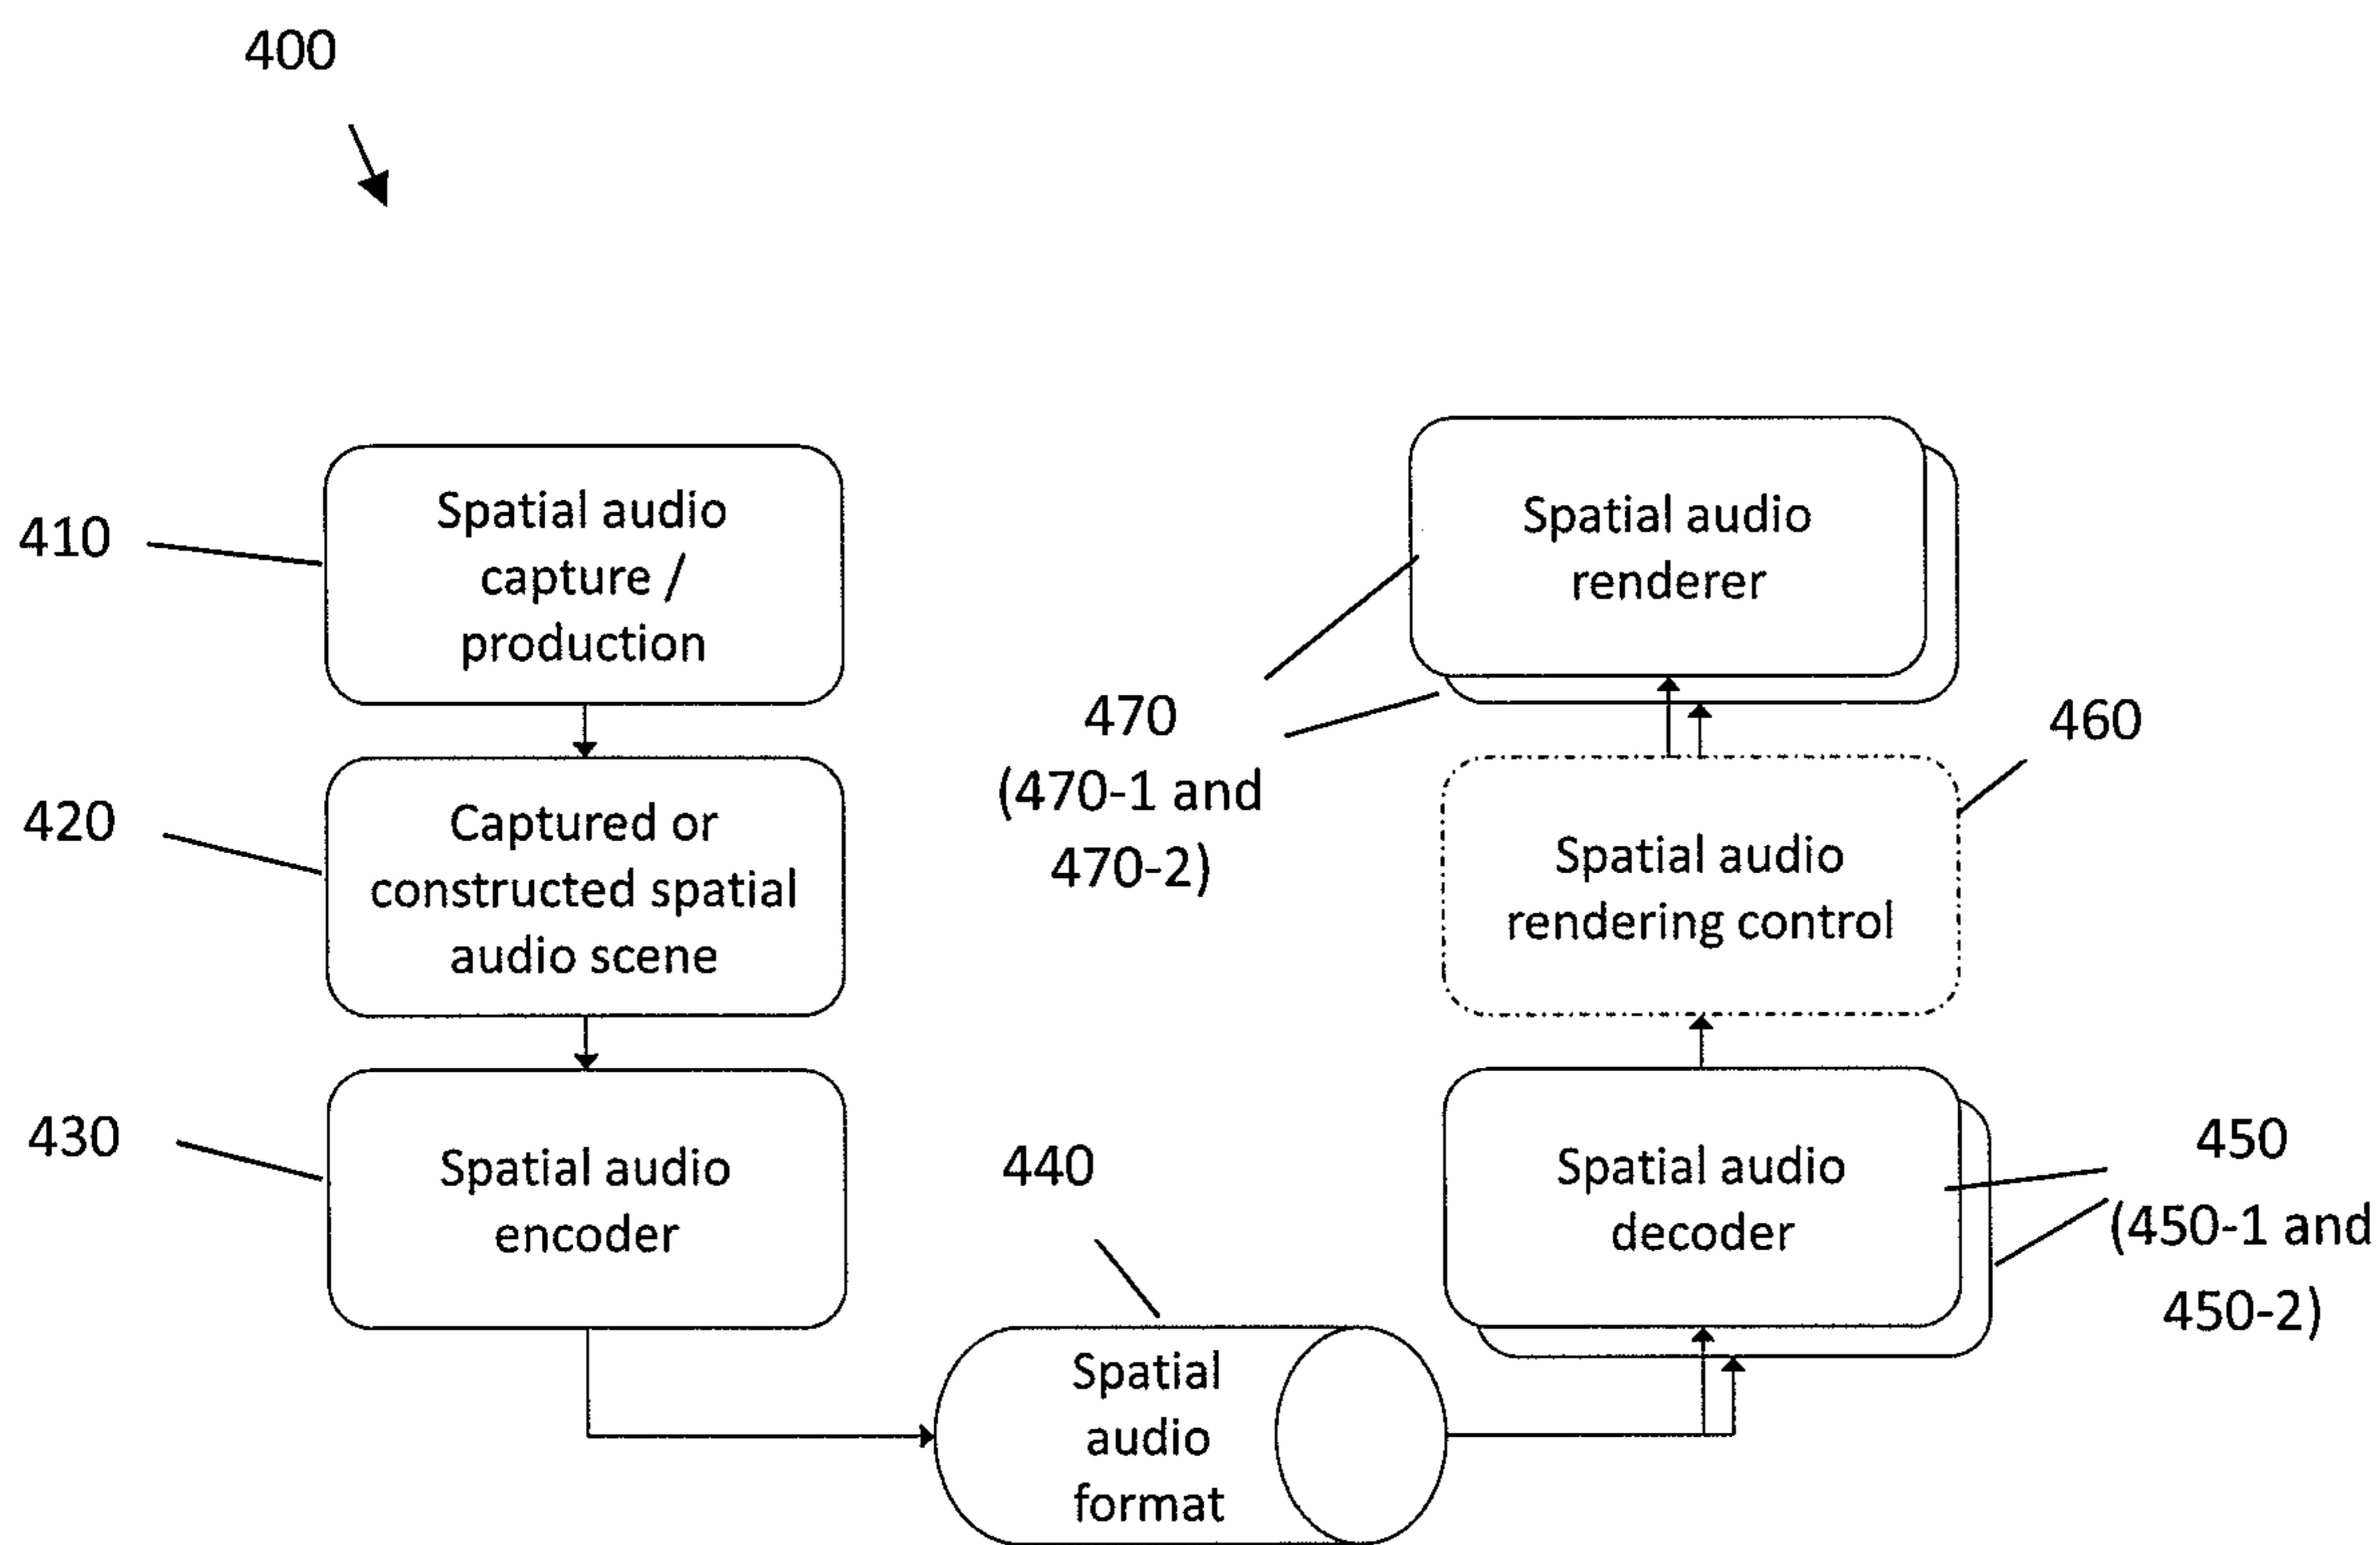 400
410
Spatial audio
capture /
production
420
Captured or
constructed spatial
audio scene
430
Spatial audio
encoder
440
Spatial
audio
format
Spatial audio
renderer
470
(470-1 and
470-2)
460
Spatial audio
rendering control
Spatial audio
decoder
450
(450-1 and
450-2)